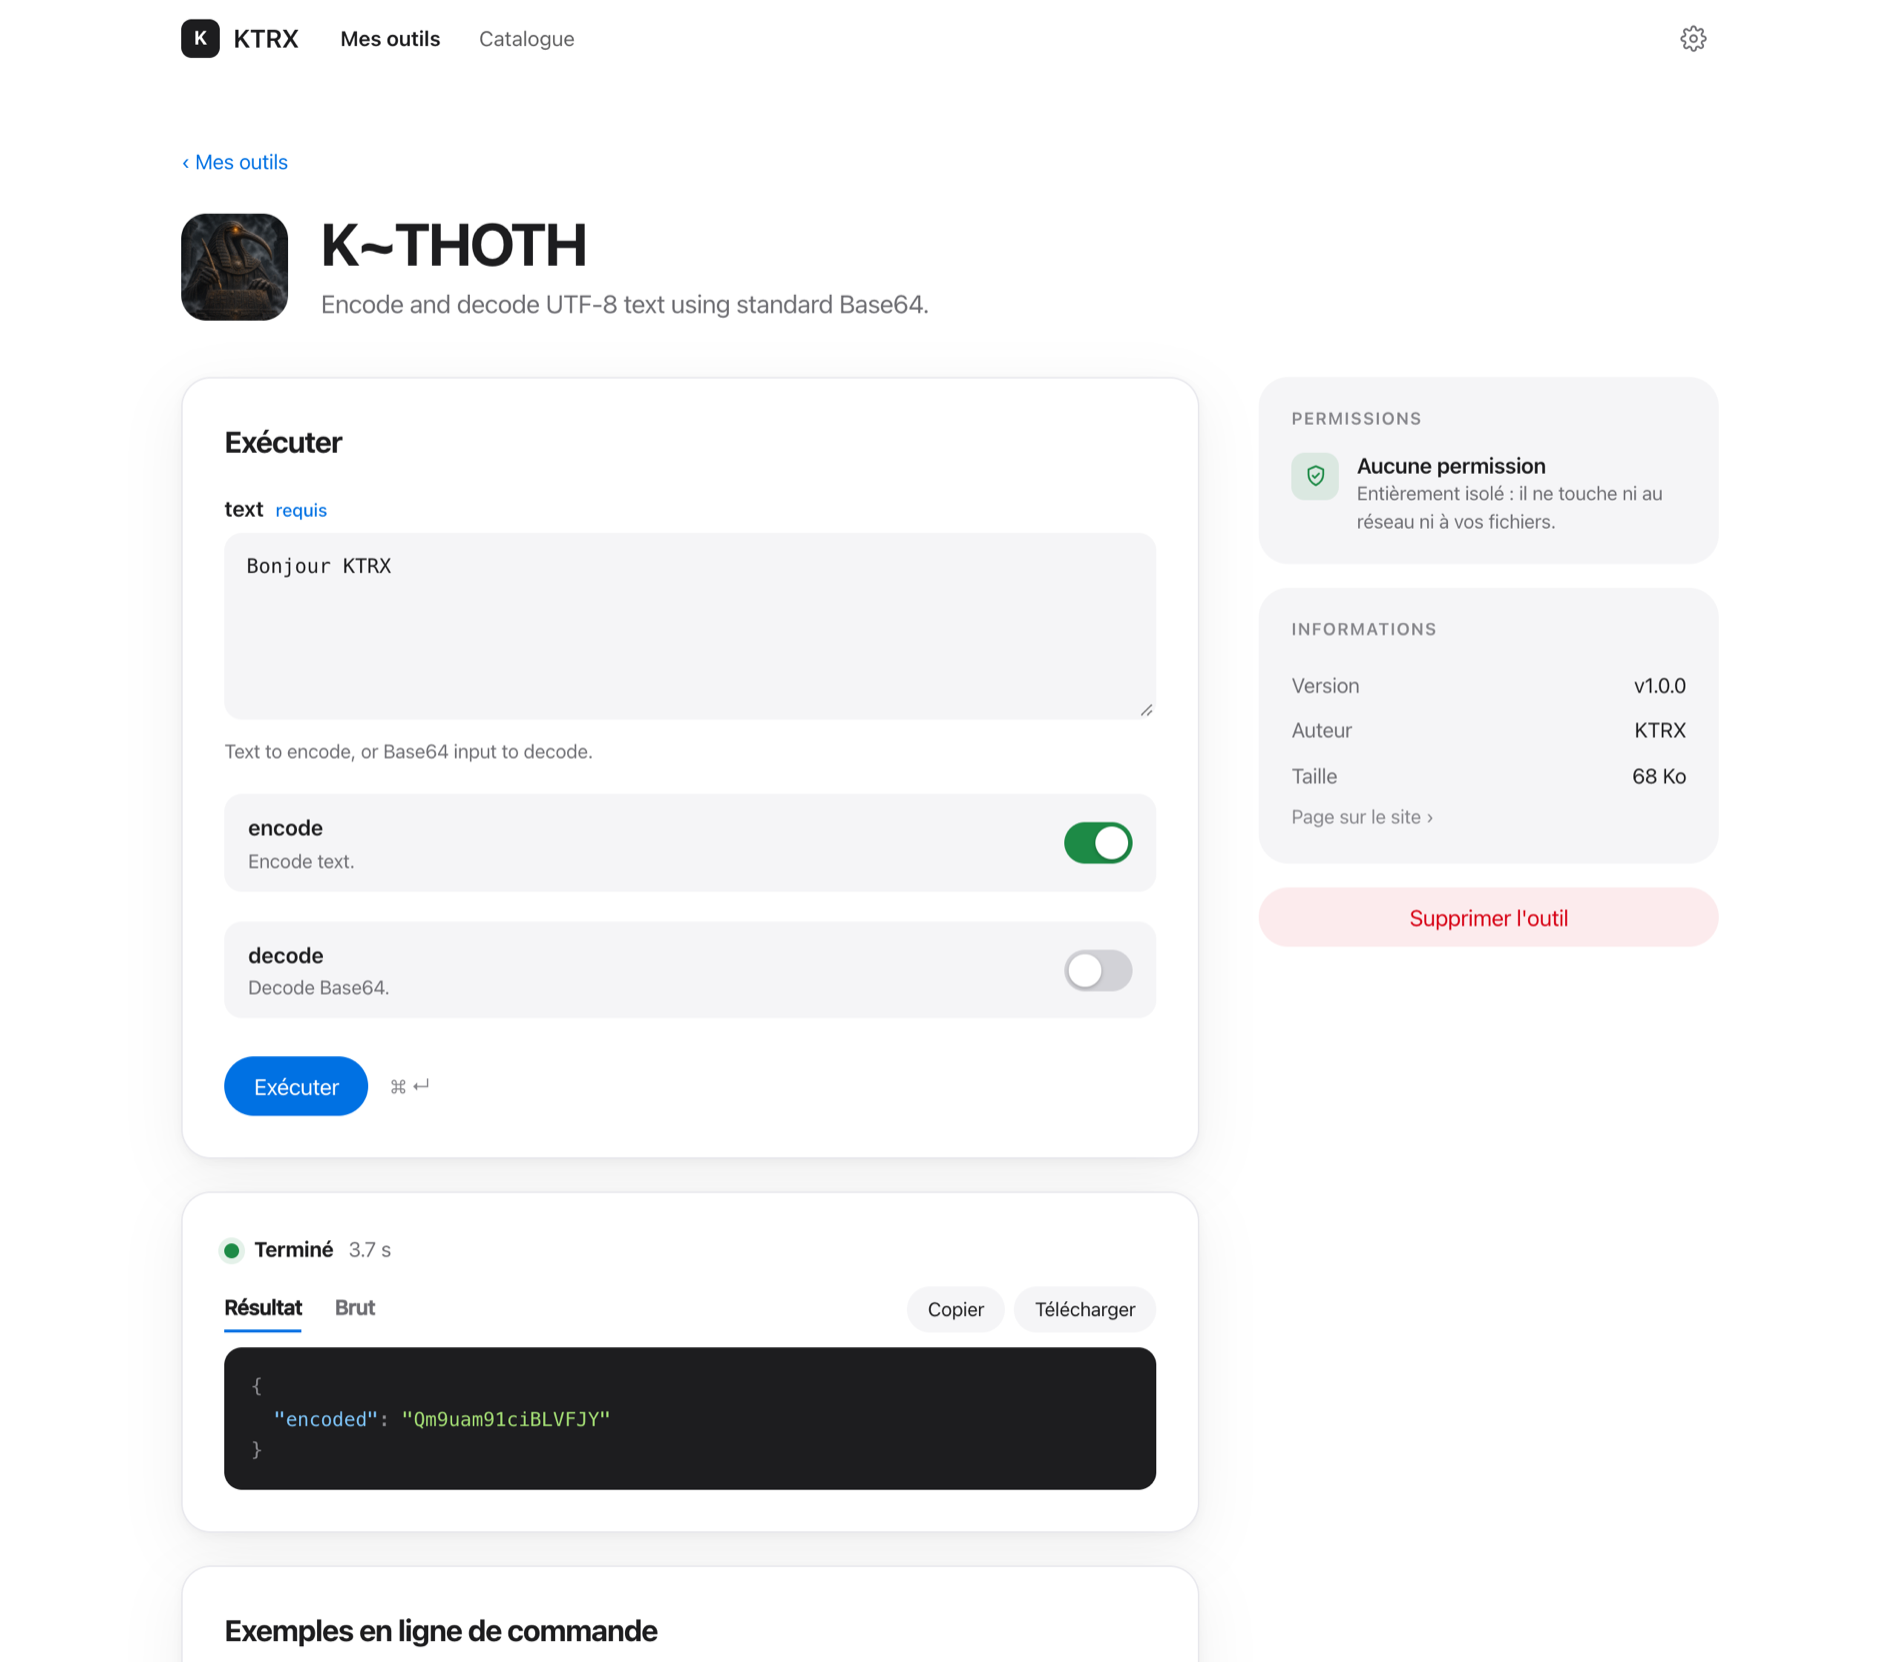 K KTRX Mes outils Catalogue
‹ Mes outils
K~THOTH
Encode and decode UTF-8 text using standard Base64.
Exécuter
text requis
Bonjour KTRX
Text to encode, or Base64 input to decode.
encode
Encode text.
decode
Decode Base64.
Exécuter ⌘ ↵
PERMISSIONS
Aucune permission
Entièrement isolé : il ne touche ni au
réseau ni à vos fichiers.
INFORMATIONS
Version v1.0.0
Auteur KTRX
Taille 68 Ko
Page sur le site ›
Supprimer l'outil
Terminé 3.7 s
Résultat Brut Copier Télécharger
{
"encoded": "Qm9uam91ciBLVFJY"
}
Exemples en ligne de commande